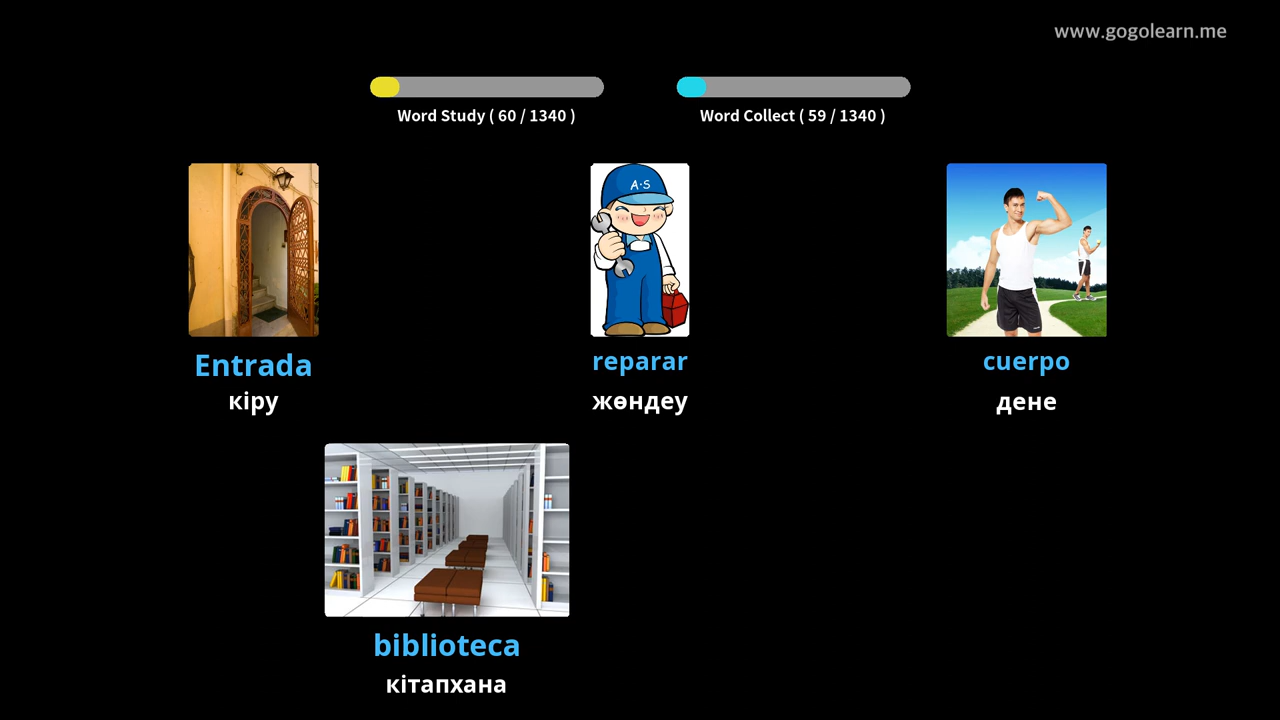 www.gogolearn.me
Word Study ( 60 / 1340 )
Word Collect ( 59 / 1340 )
A·S
Entrada
кіру
reparar
жөндеу
cuerpo
дене
biblioteca
кітапхана